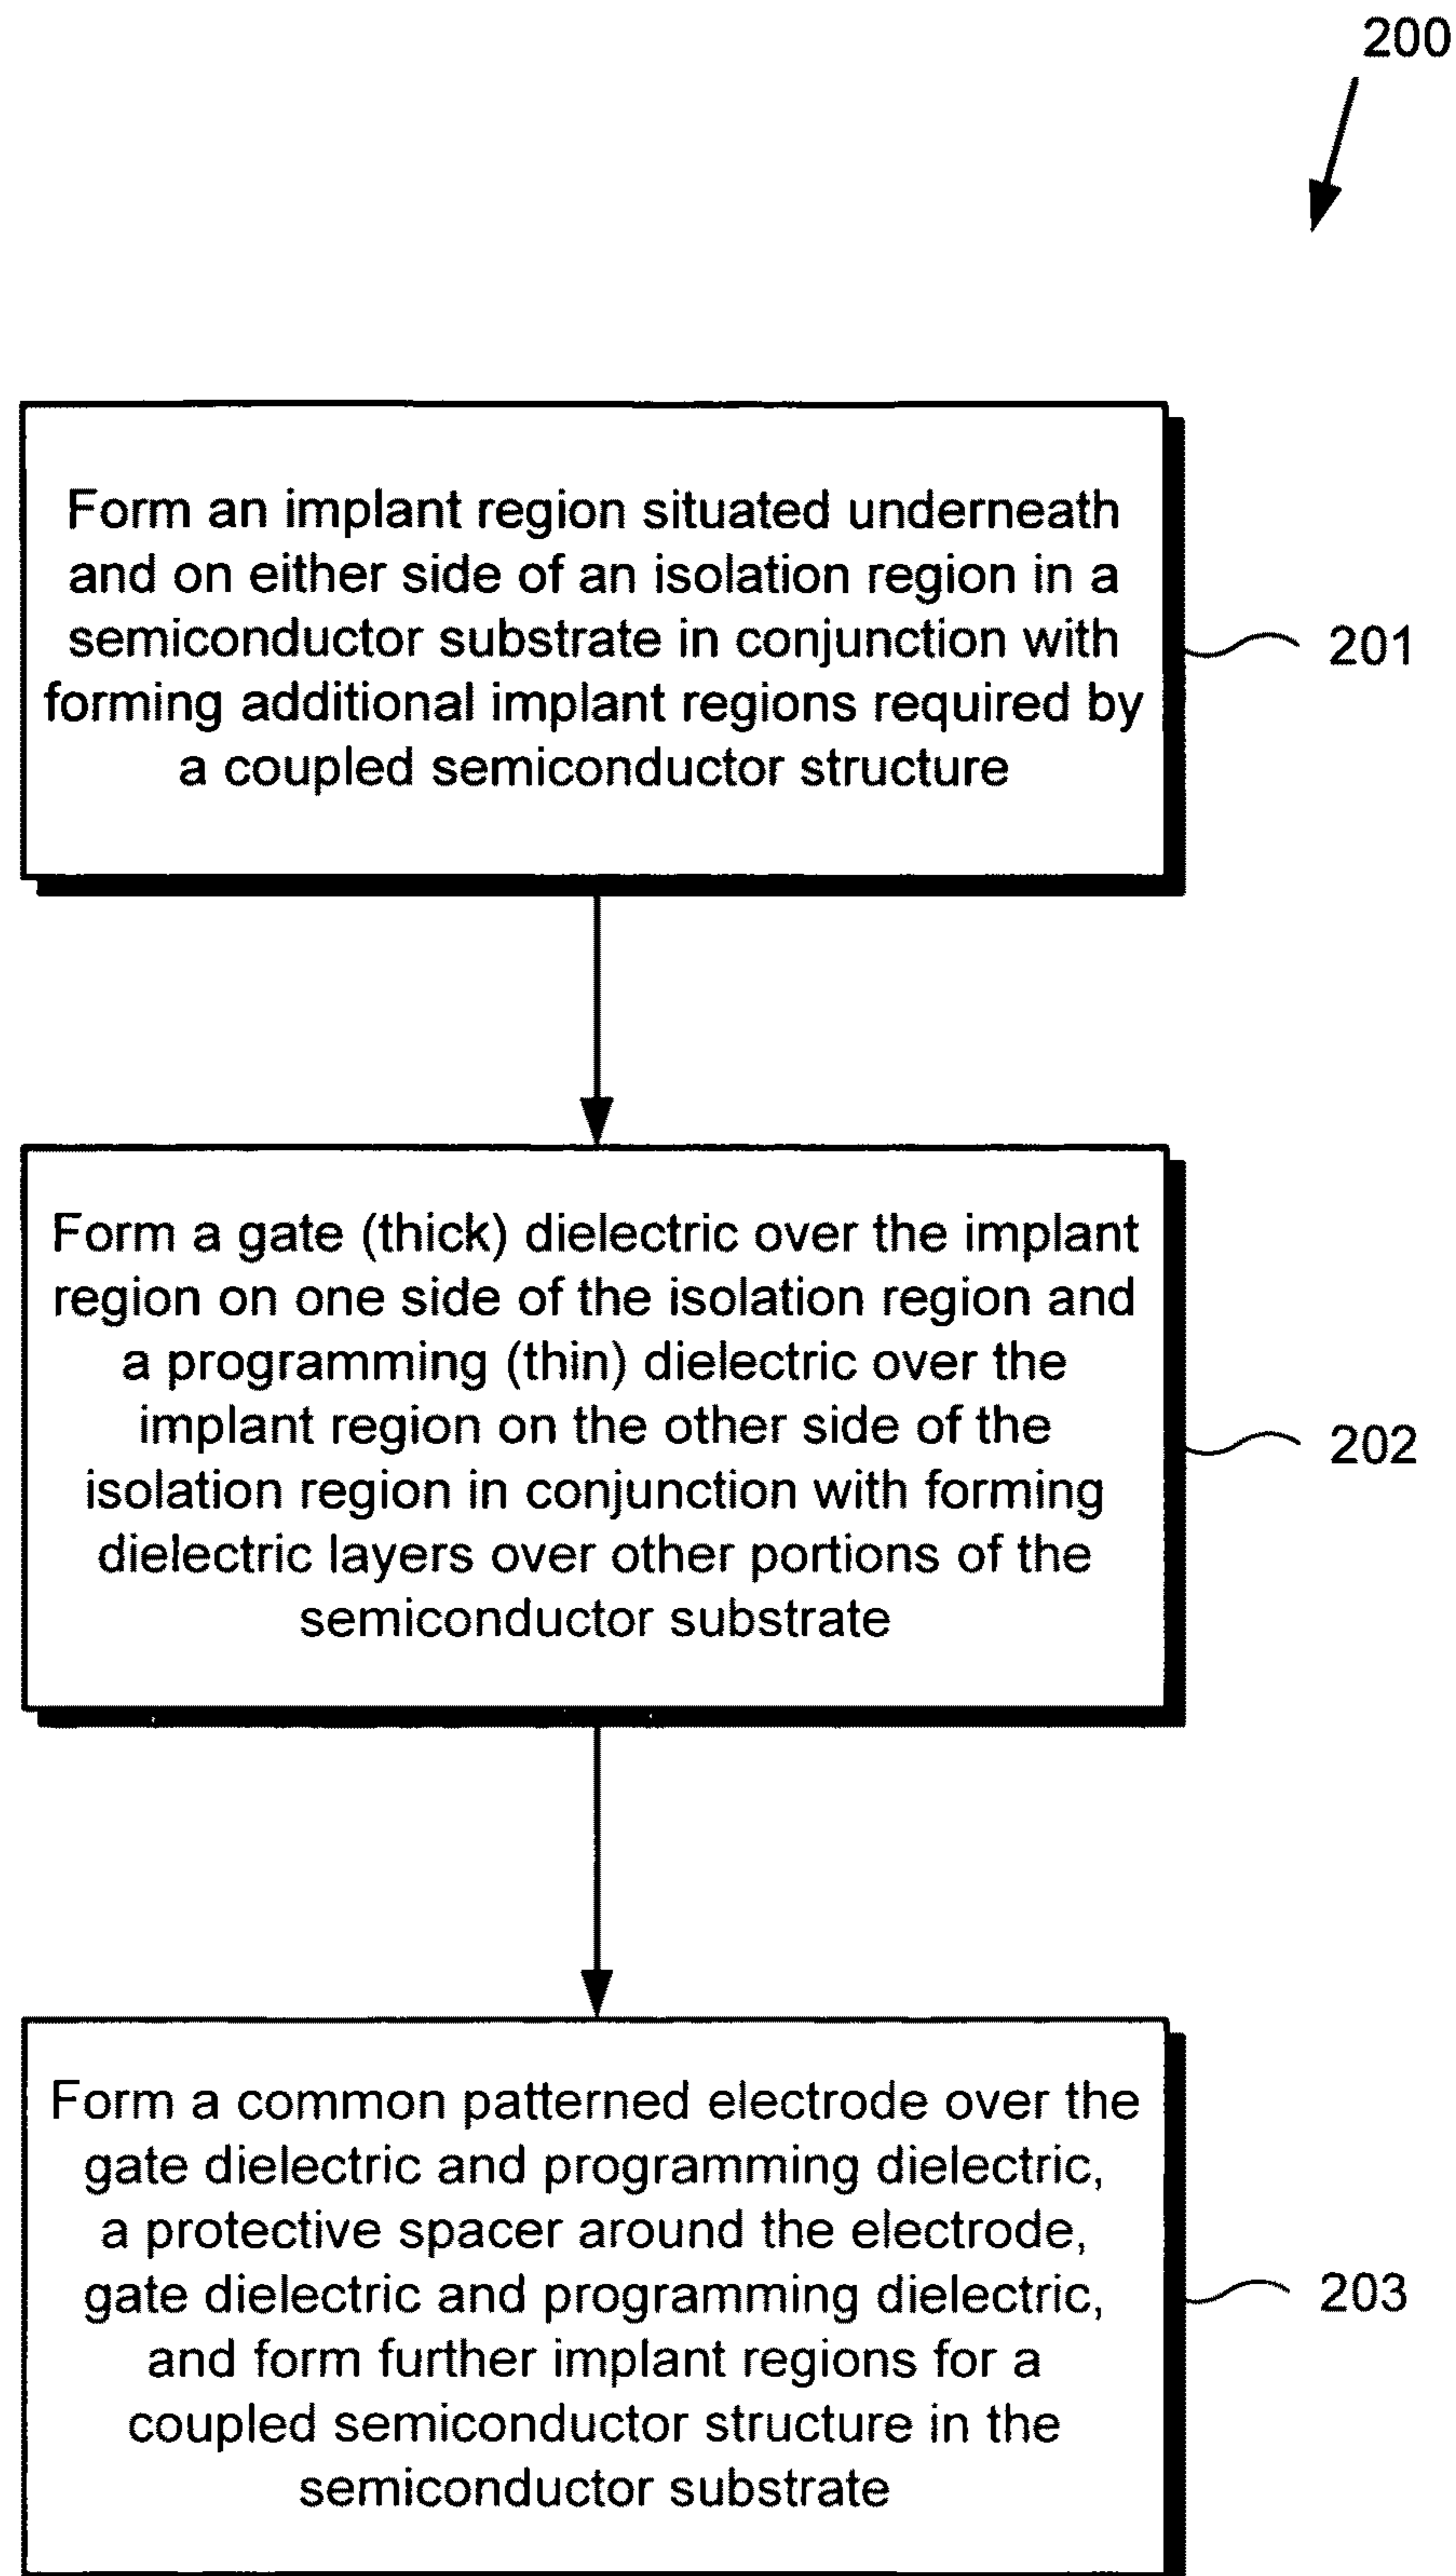 200
Form an implant region situated underneath
and on either side of an isolation region in a
semiconductor substrate in conjunction with
forming additional implant regions required by
a coupled semiconductor structure
201
Form a gate (thick) dielectric over the implant
region on one side of the isolation region and
a programming (thin) dielectric over the
implant region on the other side of the
isolation region in conjunction with forming
dielectric layers over other portions of the
semiconductor substrate
202
Form a common patterned electrode over the
gate dielectric and programming dielectric,
a protective spacer around the electrode,
gate dielectric and programming dielectric,
and form further implant regions for a
coupled semiconductor structure in the
semiconductor substrate
203